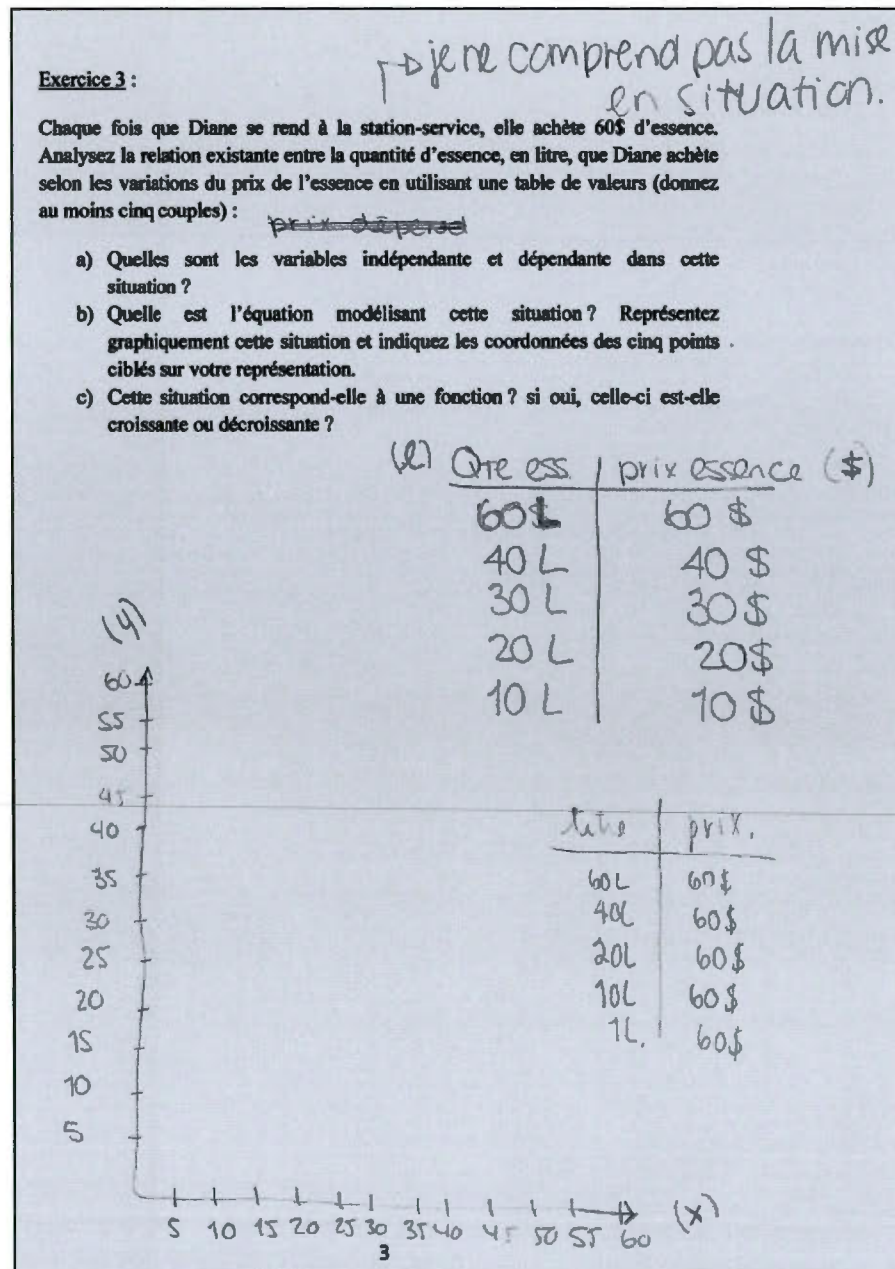 → je ne comprend pas la mise
en situation.
Exercice 3 :
Chaque fois que Diane se rend à la station-service, elle achète 60$ d'essence.
Analysez la relation existante entre la quantité d'essence, en litre, que Diane achète
selon les variations du prix de l'essence en utilisant une table de valeurs (donnez
au moins cinq couples) :
prix dépend
a) Quelles sont les variables indépendante et dépendante dans cette
situation ?
b) Quelle est l'équation modélisant cette situation ? Représentez
graphiquement cette situation et indiquez les coordonnées des cinq points
ciblés sur votre représentation.
c) Cette situation correspond-elle à une fonction ? si oui, celle-ci est-elle
croissante ou décroissante ?
(l) Qte ess. prix essence ($)
60L 60 $
40 L 40 $
30 L 30 $
20 L 20$
10 L 10 $
litre prix.
60L 60$
40L 60$
20L 60$
10L 60$
1L. 60$
(y)
60
55
50
45
40
35
30
25
20
15
10
5
5 10 15 20 25 30 35 40 45 50 55 60 (x)
3